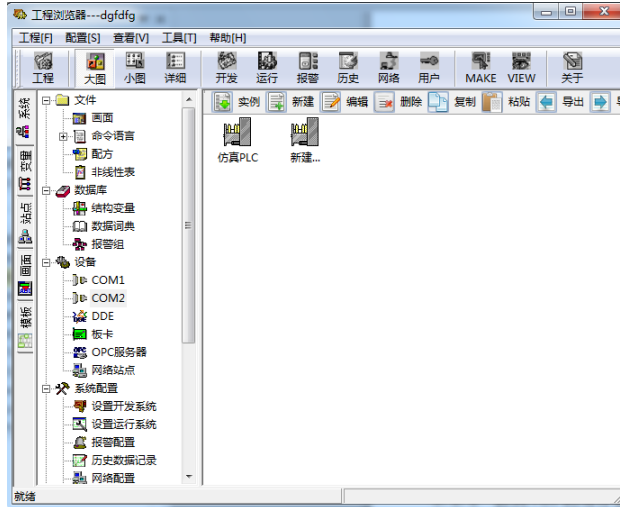 工程浏览器---dgfdfg
工程[F] 配置[S] 查看[V] 工具[T] 帮助[H]
工程 大图 小图 详细 开发 运行 报警 历史 网络 用户 MAKE VIEW 关于
系统
变量
站点
画面
模板
文件
画面
命令语言
配方
非线性表
数据库
结构变量
数据词典
报警组
设备
COM1
COM2
DDE
板卡
OPC服务器
网络站点
系统配置
设置开发系统
设置运行系统
报警配置
历史数据记录
网络配置
实例 新建 编辑 删除 复制 粘贴 导出
仿真PLC 新建...
就绪